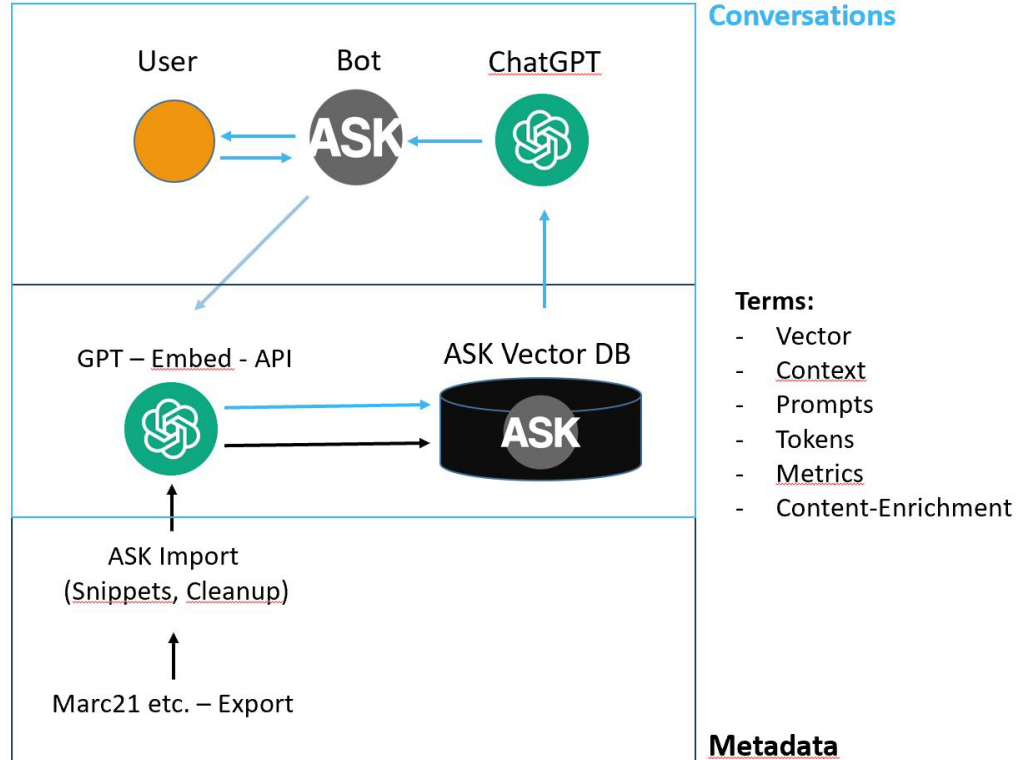 Conversations
User
Bot
ChatGPT
ASK
GPT – Embed - API
ASK Vector DB
ASK
Terms:
- Vector
- Context
- Prompts
- Tokens
- Metrics
- Content-Enrichment
ASK Import
(Snippets, Cleanup)
Marc21 etc. – Export
Metadata